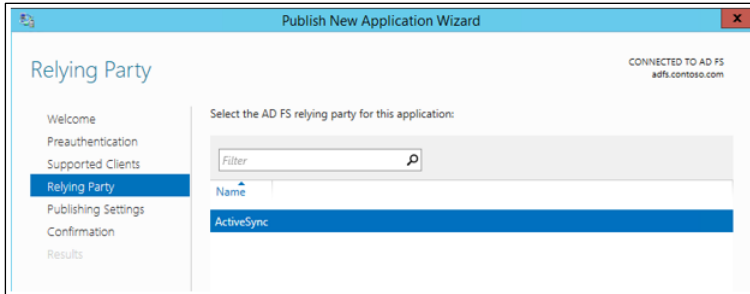 Publish New Application Wizard
x
Relying Party
CONNECTED TO AD FS
adfs.contoso.com
Welcome
Preauthentication
Supported Clients
Relying Party
Publishing Settings
Confirmation
Results
Select the AD FS relying party for this application:
Filter
Name
ActiveSync